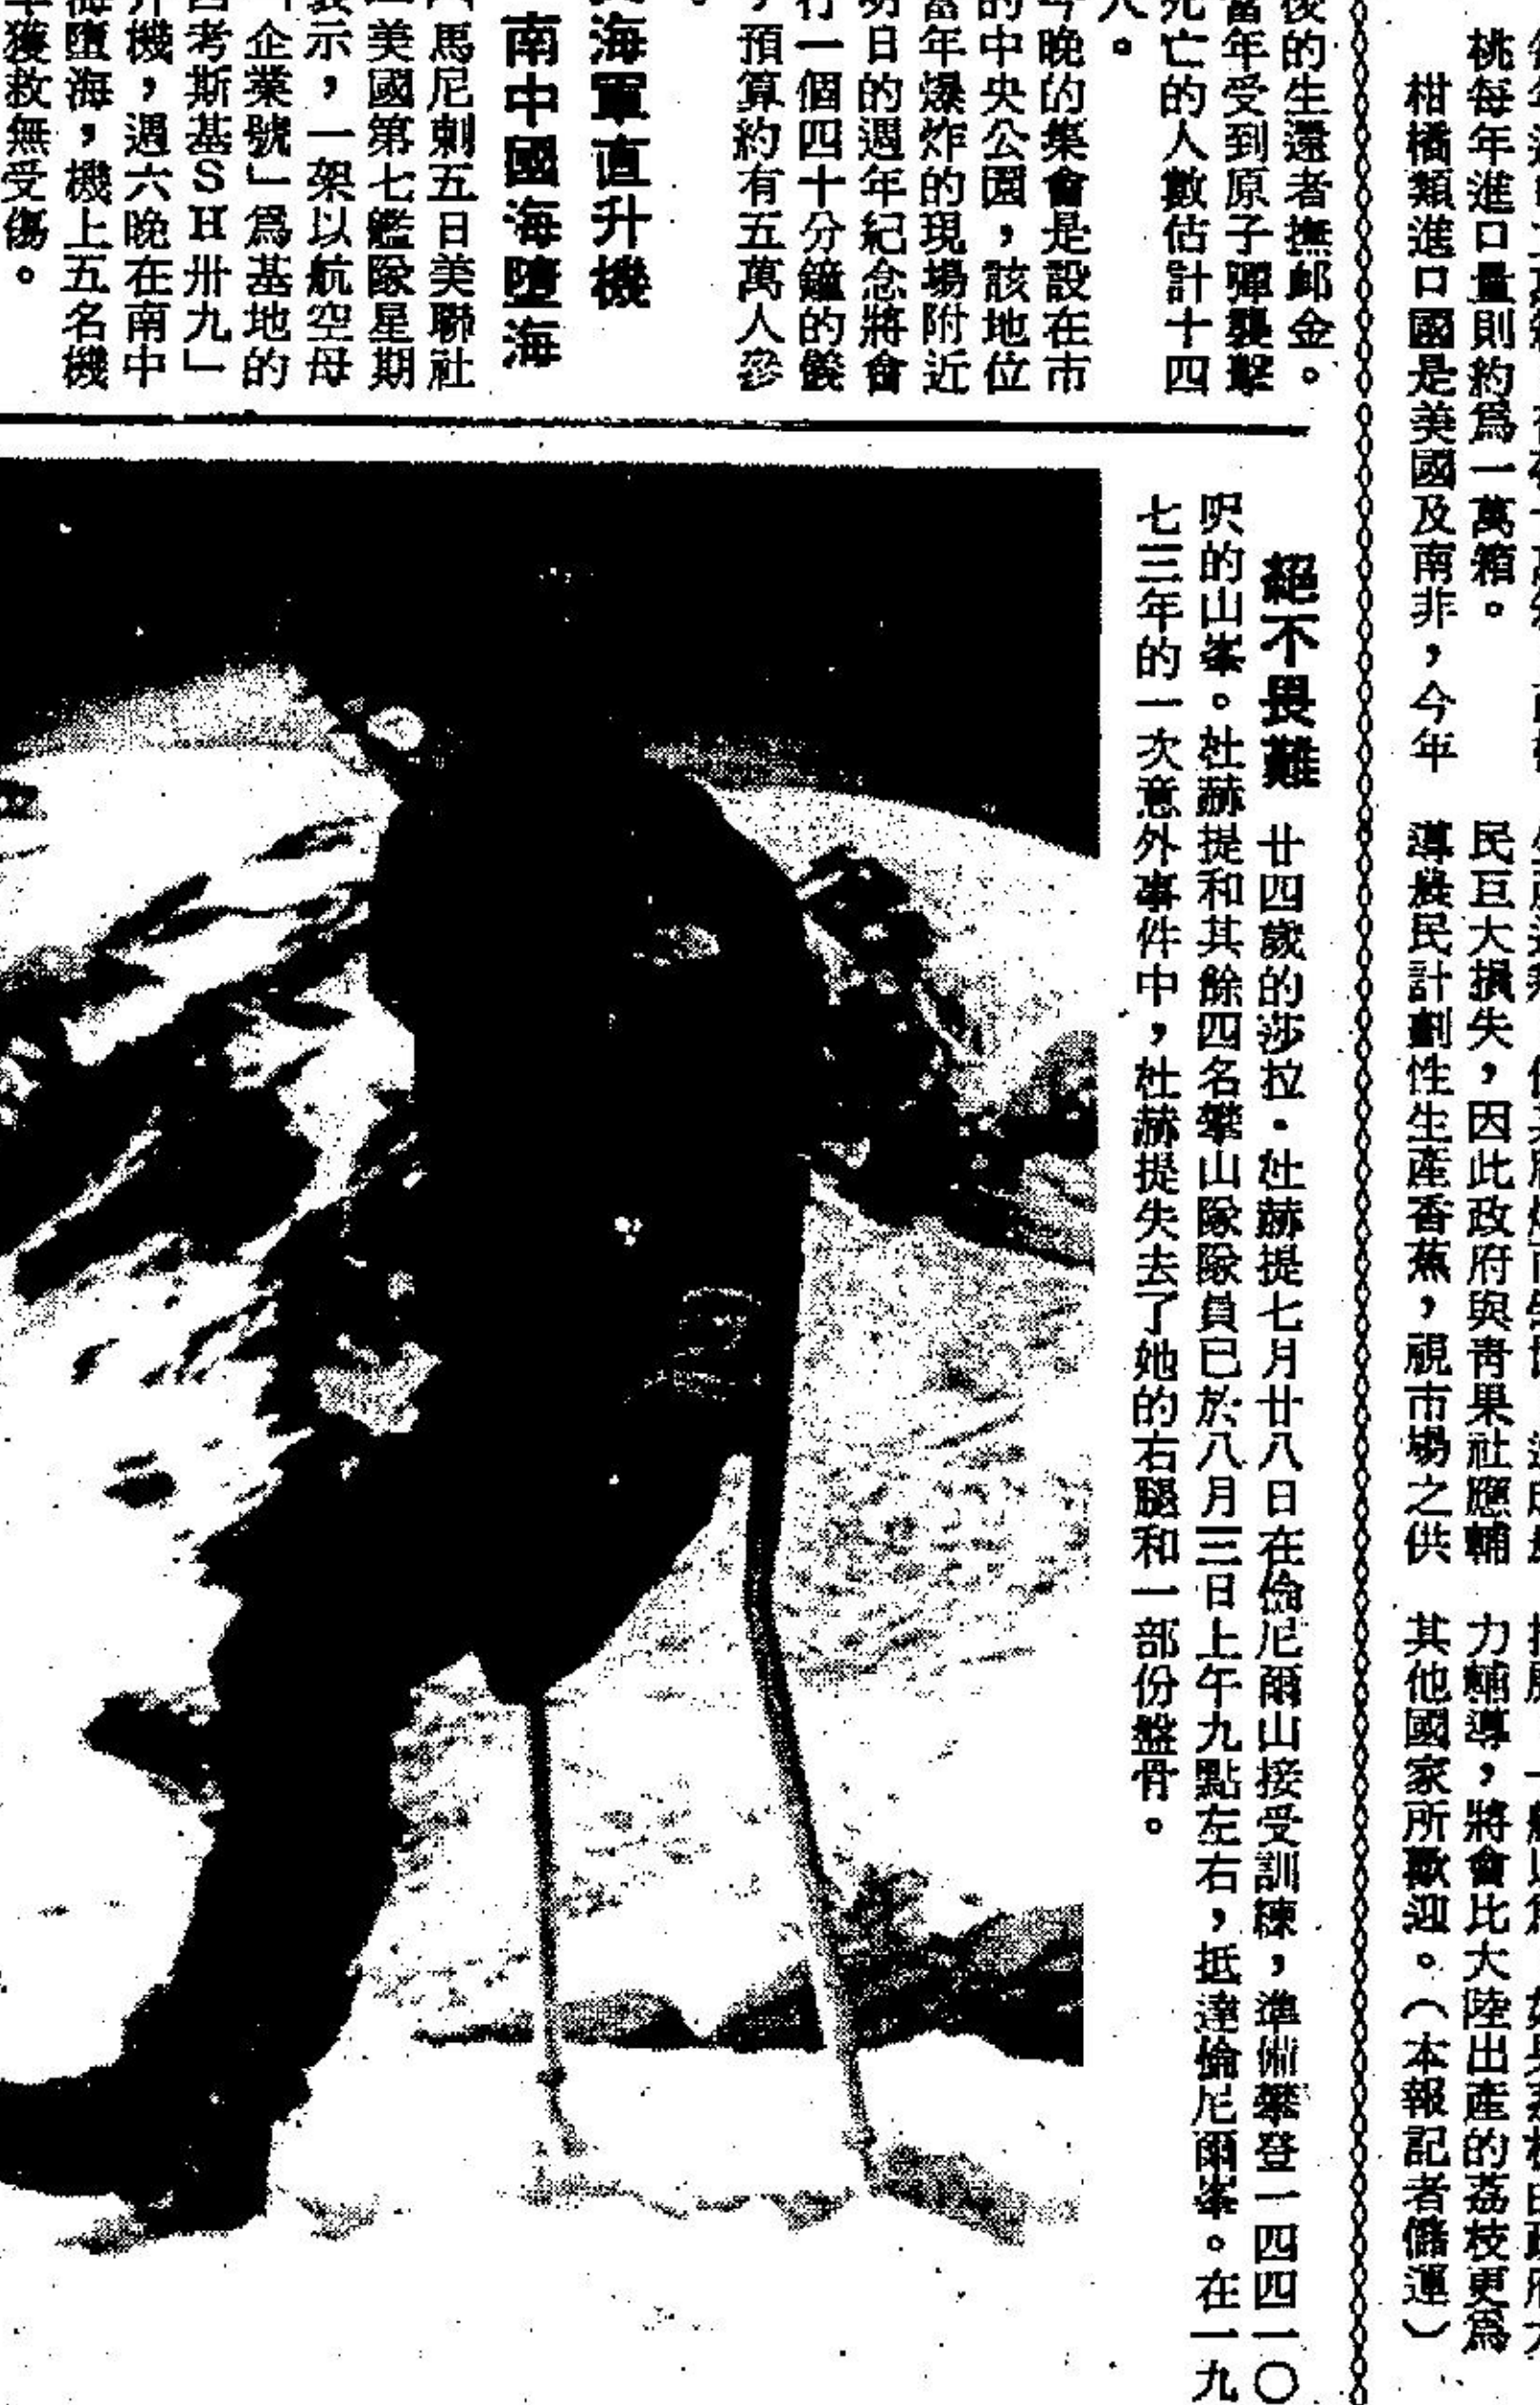 桃每年進口量則約爲一萬箱。
柑橘類進口國是美國及南非，今年
民巨大損失，因此政府與青果社應輔
導農民計劃性生產香蕉，視市場之供
力輔導，將會比大陸出產的荔枝更爲
其他國家所歡迎。（本報記者儲運）
後的生還者撫卹金。
當年受到原子彈襲擊
死亡的人數估計十四
人。
今晚的集會是設在市
的中央公園，該地位
當年爆炸的現場附近
明日的週年紀念將會
行一個四十分鐘的儀
，預算約有五萬人參
海軍直升機
南中國海墮海
馬尼剌五日美聯社
美國第七艦隊星期
表示，一架以航空母
企業號」爲基地的
考斯基SH卅九」
機，遇六晚在南中
海墮海，機上五名機
獲救無受傷。
絕不畏難
廿四歲的莎拉·杜赫提七月廿八日在倫尼爾山接受訓練，準備攀登一四四一〇
呎的山峯。杜赫提和其餘四名攀山隊隊員已於八月三日上午九點左右，抵達倫尼爾峯。在一九
七三年的一次意外事件中，杜赫提失去了她的右腿和一部份盤骨。